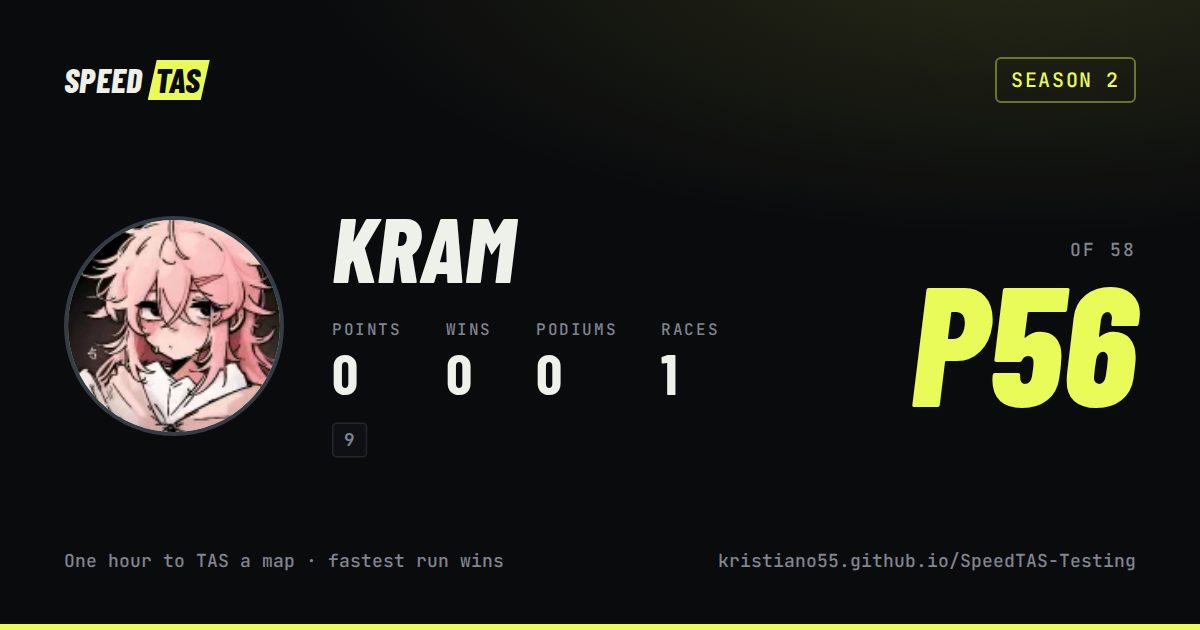 SPEED TAS
SEASON 2
KRAM
OF 58
P56
POINTS WINS PODIUMS RACES
0 0 0 1
9
One hour to TAS a map · fastest run wins
kristiano55.github.io/SpeedTAS-Testing